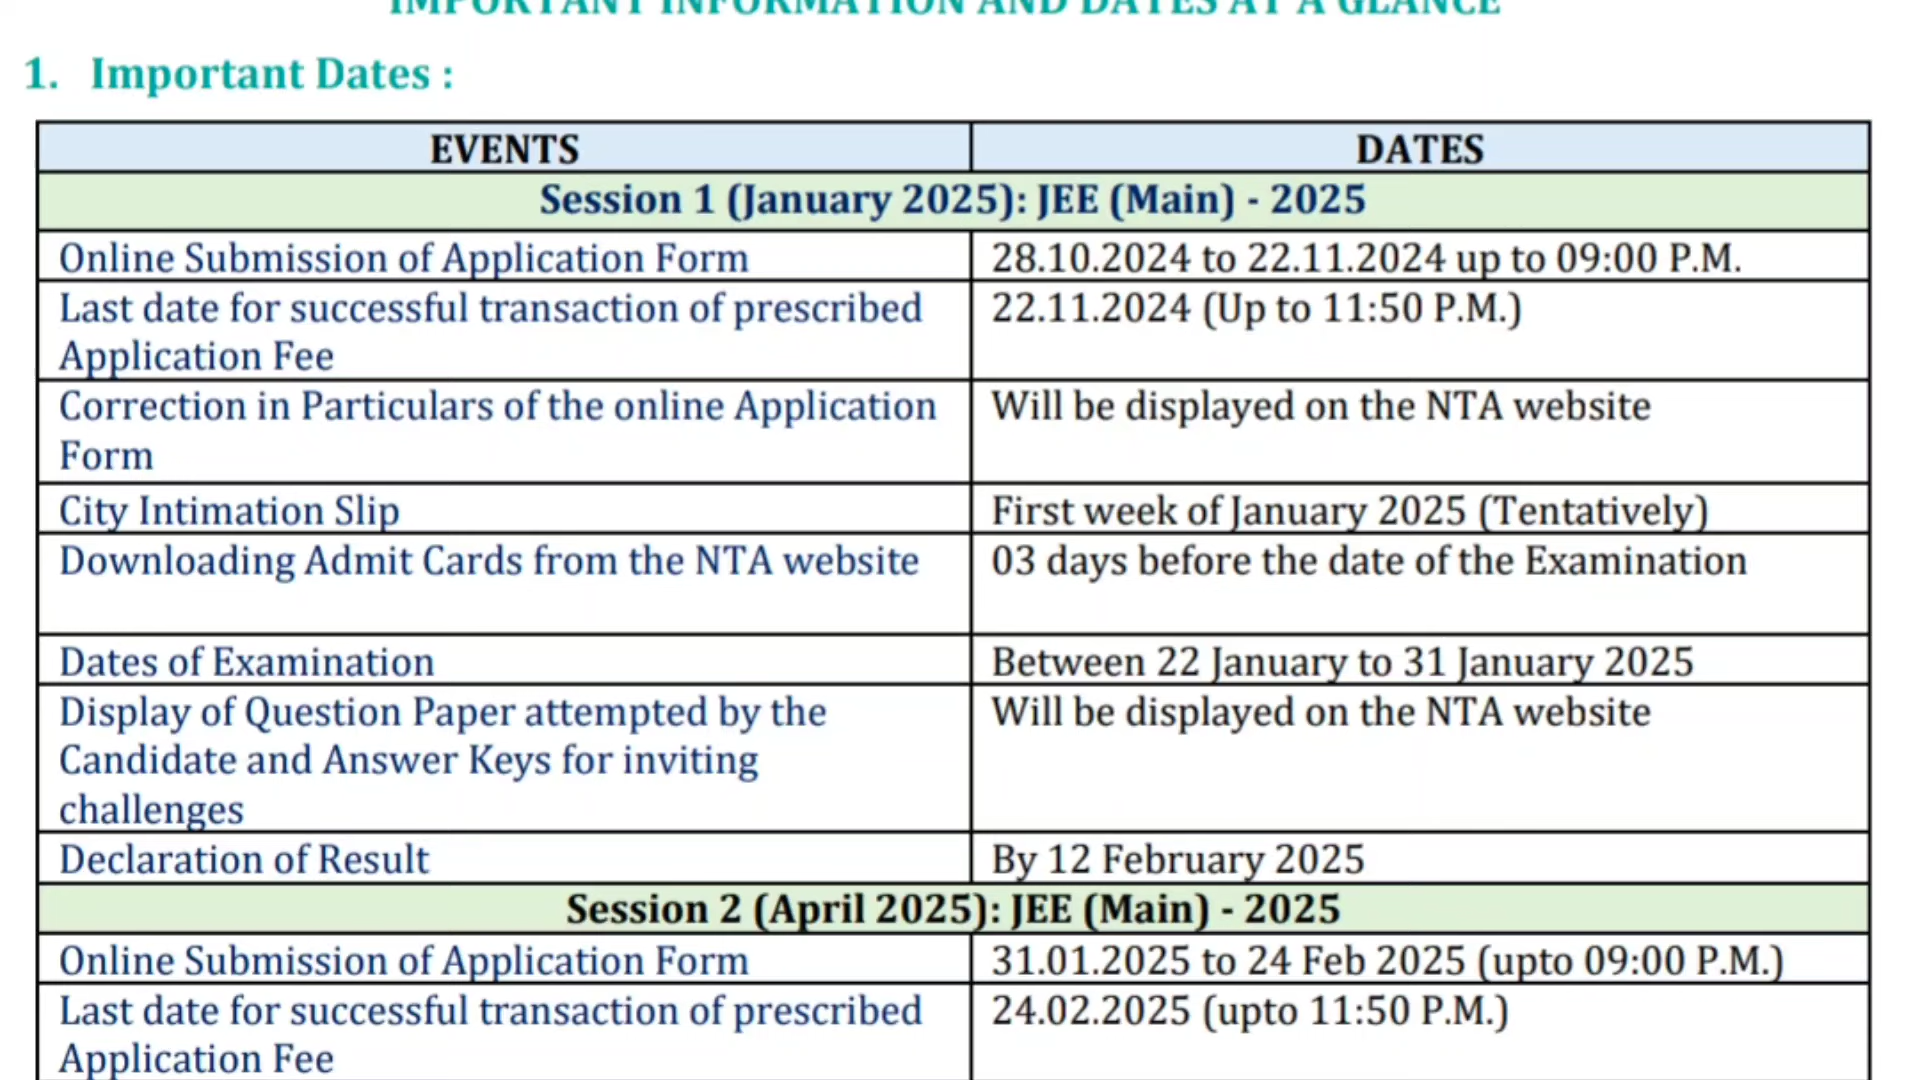 IMPORTANT INFORMATION AND DATES AT A GLANCE
1. Important Dates :
EVENTS DATES
Session 1 (January 2025): JEE (Main) - 2025
Online Submission of Application Form 28.10.2024 to 22.11.2024 up to 09:00 P.M.
Last date for successful transaction of prescribed 22.11.2024 (Up to 11:50 P.M.)
Application Fee
Correction in Particulars of the online Application Will be displayed on the NTA website
Form
City Intimation Slip First week of January 2025 (Tentatively)
Downloading Admit Cards from the NTA website 03 days before the date of the Examination
Dates of Examination Between 22 January to 31 January 2025
Display of Question Paper attempted by the Will be displayed on the NTA website
Candidate and Answer Keys for inviting
challenges
Declaration of Result By 12 February 2025
Session 2 (April 2025): JEE (Main) - 2025
Online Submission of Application Form 31.01.2025 to 24 Feb 2025 (upto 09:00 P.M.)
Last date for successful transaction of prescribed 24.02.2025 (upto 11:50 P.M.)
Application Fee